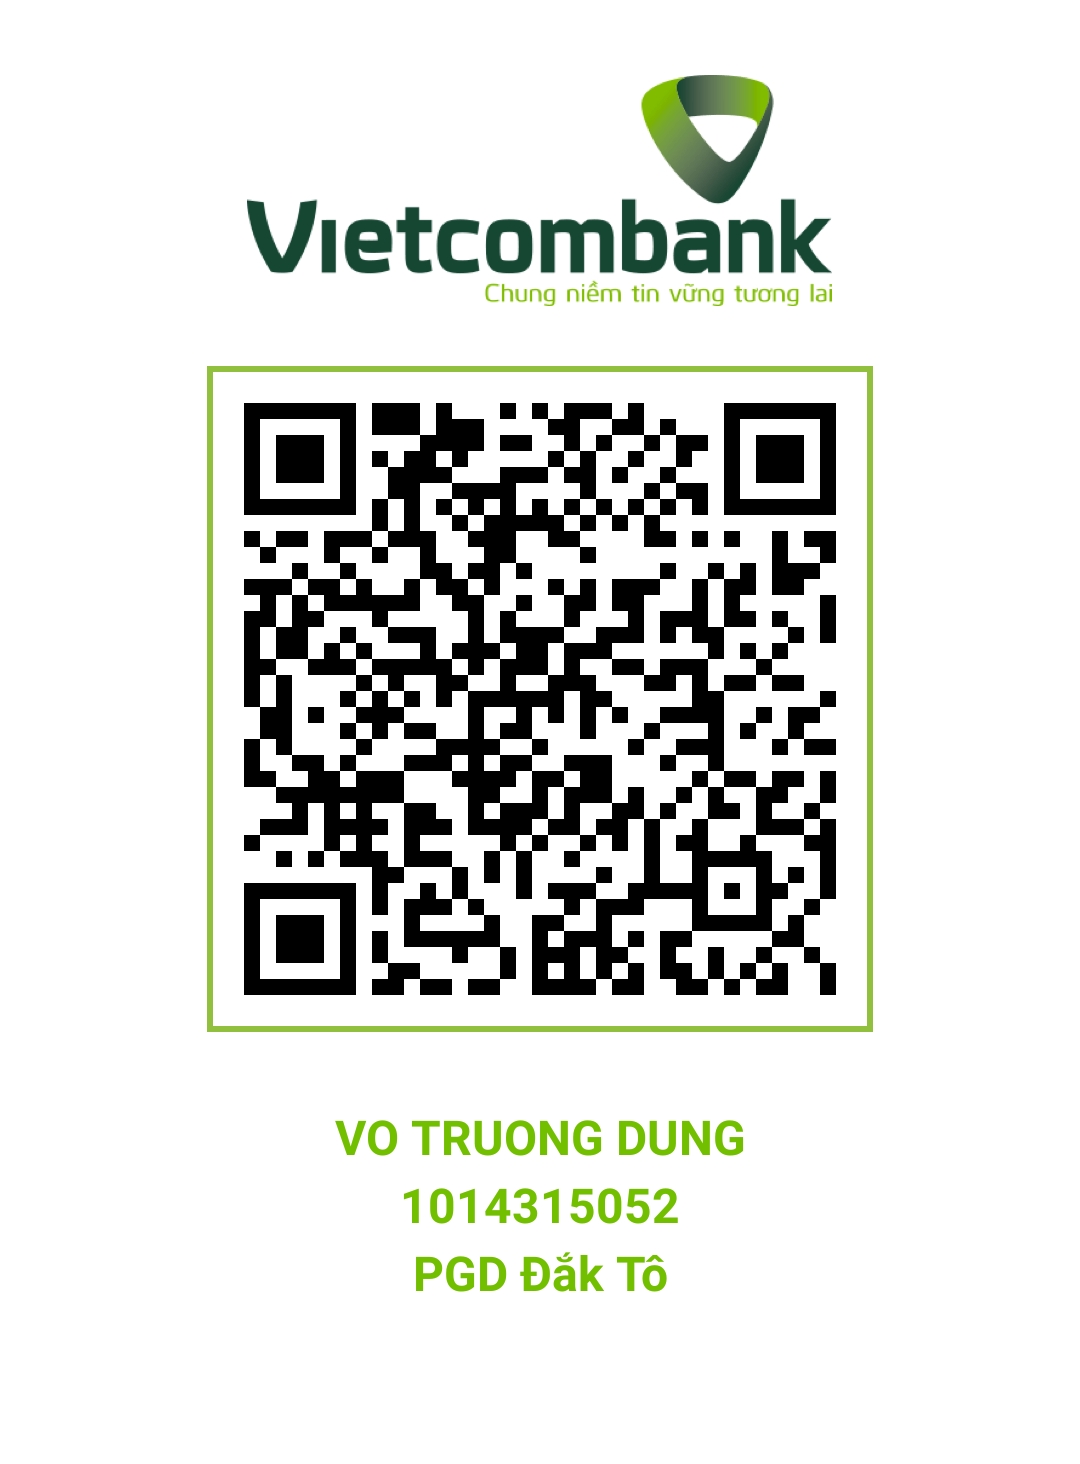 Vietcombank
Chung niềm tin vững tương lai
VO TRUONG DUNG
1014315052
PGD Đắk Tô